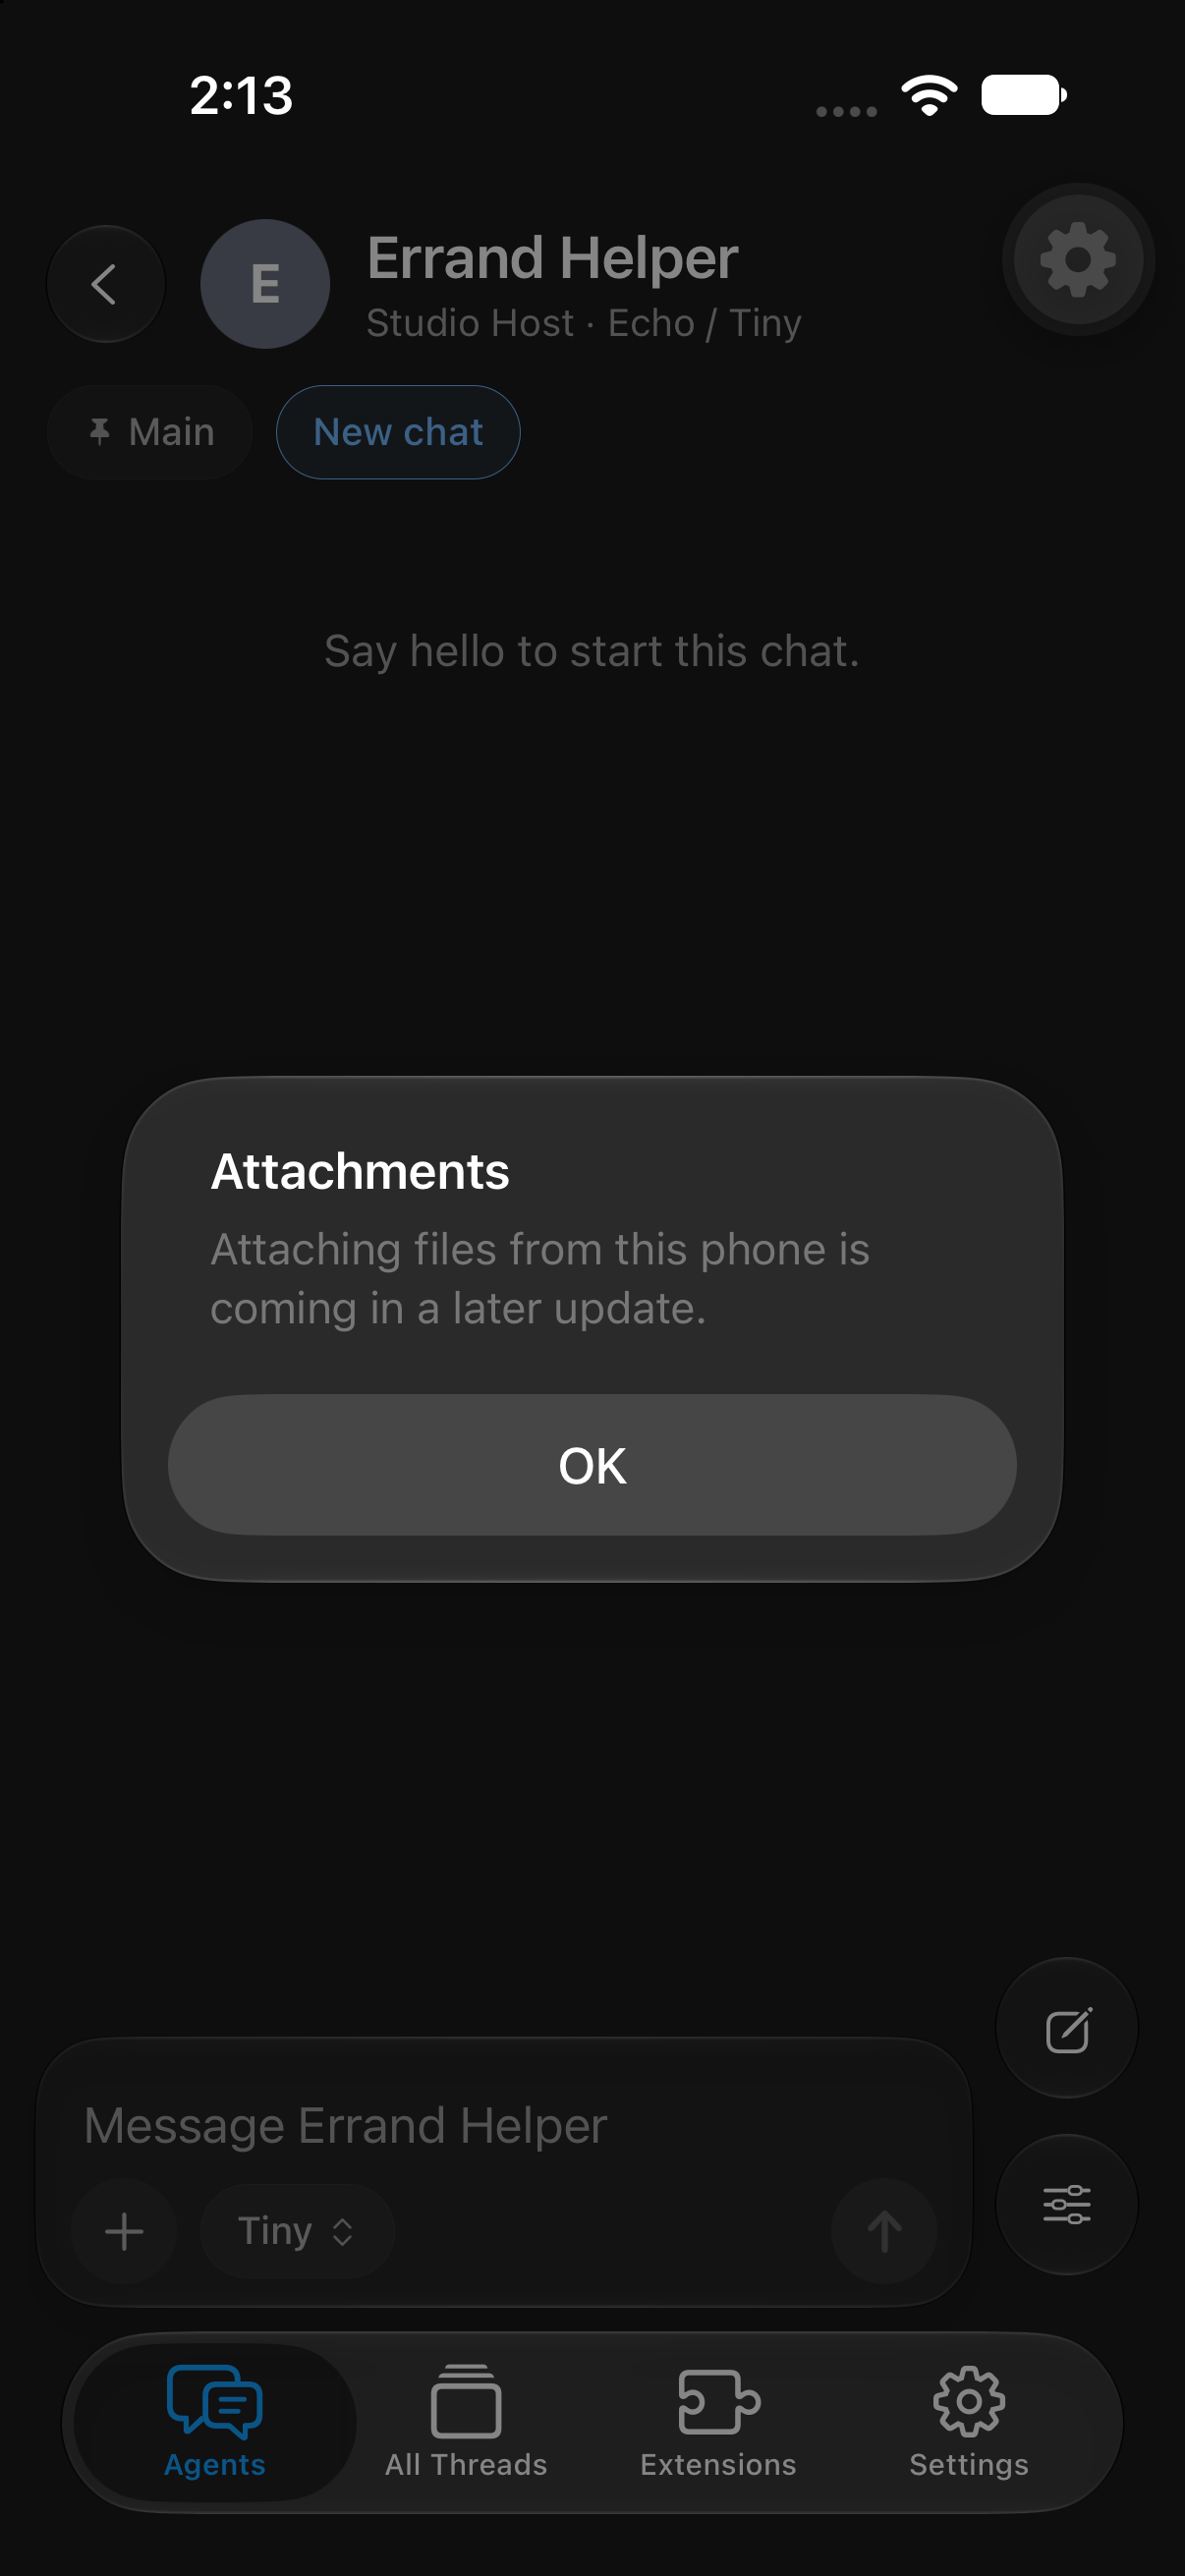 2:13
E
Errand Helper
Studio Host · Echo / Tiny
Main
New chat
Say hello to start this chat.
Attachments
Attaching files from this phone is
coming in a later update.
OK
Message Errand Helper
Tiny
Agents
All Threads
Extensions
Settings